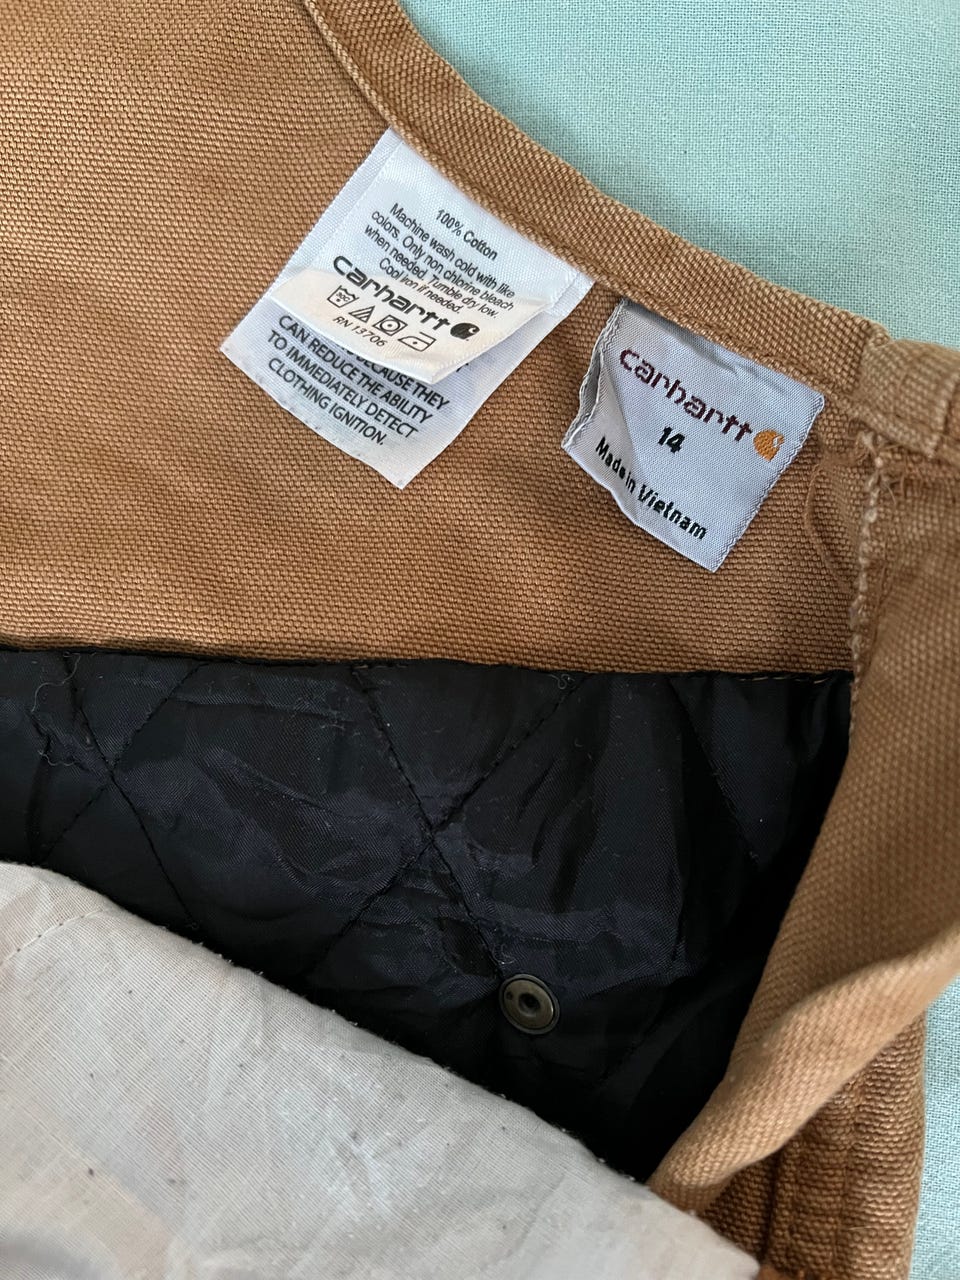 100% Cotton
Machine wash cold with like
colors. Only non chlorine bleach
when needed. Tumble dry low.
Cool iron if needed.
carhartt
RN 13706
BECAUSE THEY
CAN REDUCE THE ABILITY
TO IMMEDIATELY DETECT
CLOTHING IGNITION.
carhartt
14
Made in Vietnam